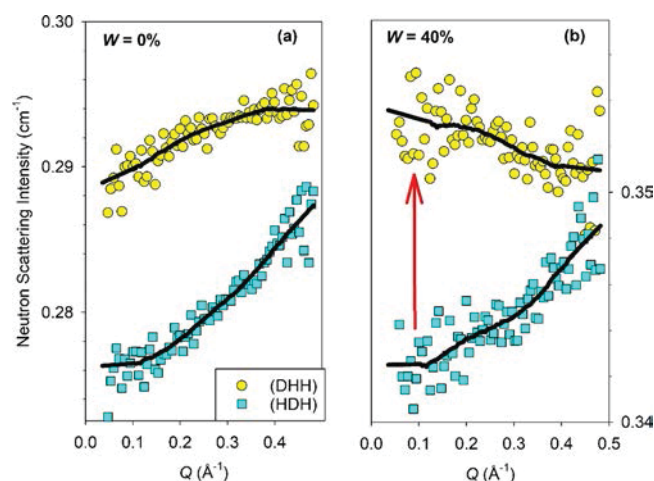 0.30
0.29
0.28
Neutron Scattering Intensity (cm⁻¹)
W = 0%
(a)
(DHH)
(HDH)
0.0 0.1 0.2 0.3 0.4 0.5
Q (Å⁻¹)
W = 40%
(b)
0.35
0.34
0.0 0.1 0.2 0.3 0.4 0.5
Q (Å⁻¹)